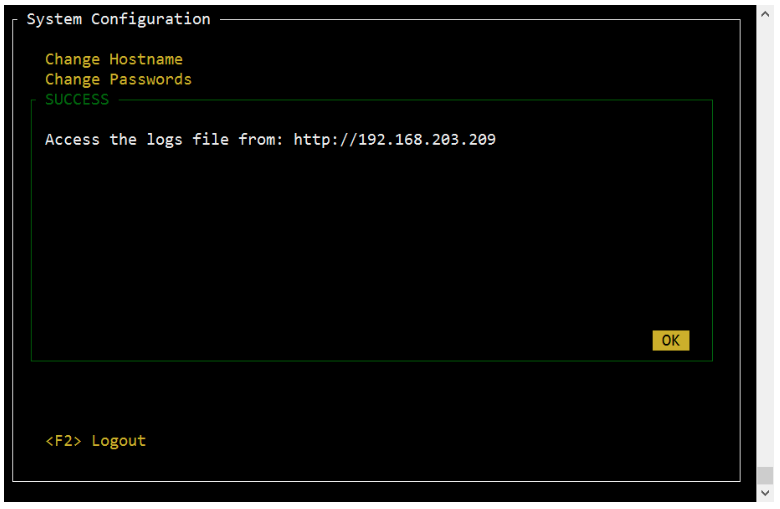 System Configuration
Change Hostname
Change Passwords
SUCCESS
Access the logs file from: http://192.168.203.209
OK
<F2> Logout